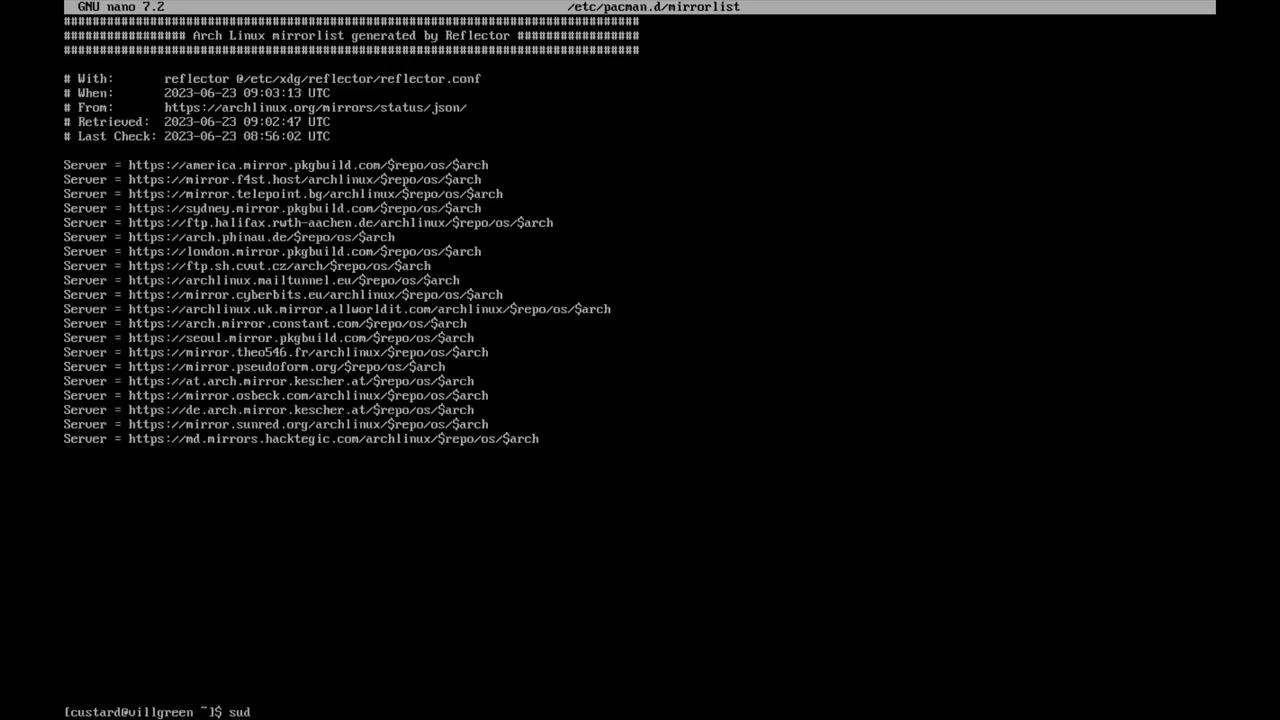 GNU nano 7.2 /etc/pacman.d/mirrorlist
################################################################################
################# Arch Linux mirrorlist generated by Reflector #################
################################################################################
# With: reflector @/etc/xdg/reflector/reflector.conf
# When: 2023-06-23 09:03:13 UTC
# From: https://archlinux.org/mirrors/status/json/
# Retrieved: 2023-06-23 09:02:47 UTC
# Last Check: 2023-06-23 08:56:02 UTC
Server = https://america.mirror.pkgbuild.com/$repo/os/$arch
Server = https://mirror.f4st.host/archlinux/$repo/os/$arch
Server = https://mirror.telepoint.bg/archlinux/$repo/os/$arch
Server = https://sydney.mirror.pkgbuild.com/$repo/os/$arch
Server = https://ftp.halifax.rwth-aachen.de/archlinux/$repo/os/$arch
Server = https://arch.phinau.de/$repo/os/$arch
Server = https://london.mirror.pkgbuild.com/$repo/os/$arch
Server = https://ftp.sh.cvut.cz/arch/$repo/os/$arch
Server = https://archlinux.mailtunnel.eu/$repo/os/$arch
Server = https://mirror.cyberbits.eu/archlinux/$repo/os/$arch
Server = https://archlinux.uk.mirror.allworldit.com/archlinux/$repo/os/$arch
Server = https://arch.mirror.constant.com/$repo/os/$arch
Server = https://seoul.mirror.pkgbuild.com/$repo/os/$arch
Server = https://mirror.theo546.fr/archlinux/$repo/os/$arch
Server = https://mirror.pseudoform.org/$repo/os/$arch
Server = https://at.arch.mirror.kescher.at/$repo/os/$arch
Server = https://mirror.osbeck.com/archlinux/$repo/os/$arch
Server = https://de.arch.mirror.kescher.at/$repo/os/$arch
Server = https://mirror.sunred.org/archlinux/$repo/os/$arch
Server = https://md.mirrors.hacktegic.com/archlinux/$repo/os/$arch
[custard@villgreen ~]$ sud